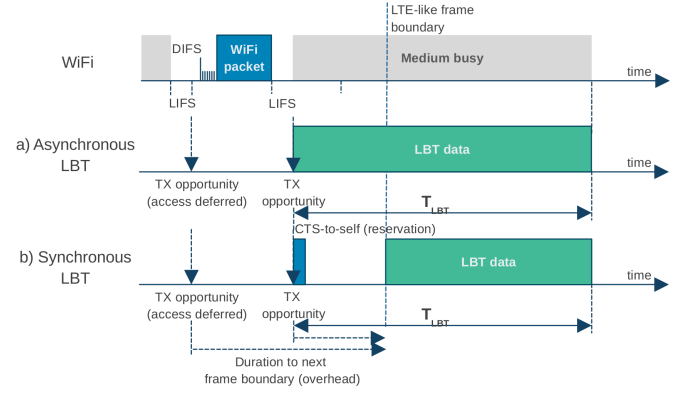 LTE-like frame
boundary
WiFi
DIFS
WiFi
packet
Medium busy
time
LIFS
LIFS
a) Asynchronous
LBT
LBT data
time
TX opportunity
(access deferred)
TX
opportunity
TLBT
CTS-to-self (reservation)
b) Synchronous
LBT
LBT data
time
TX opportunity
(access deferred)
TX
opportunity
TLBT
Duration to next
frame boundary (overhead)